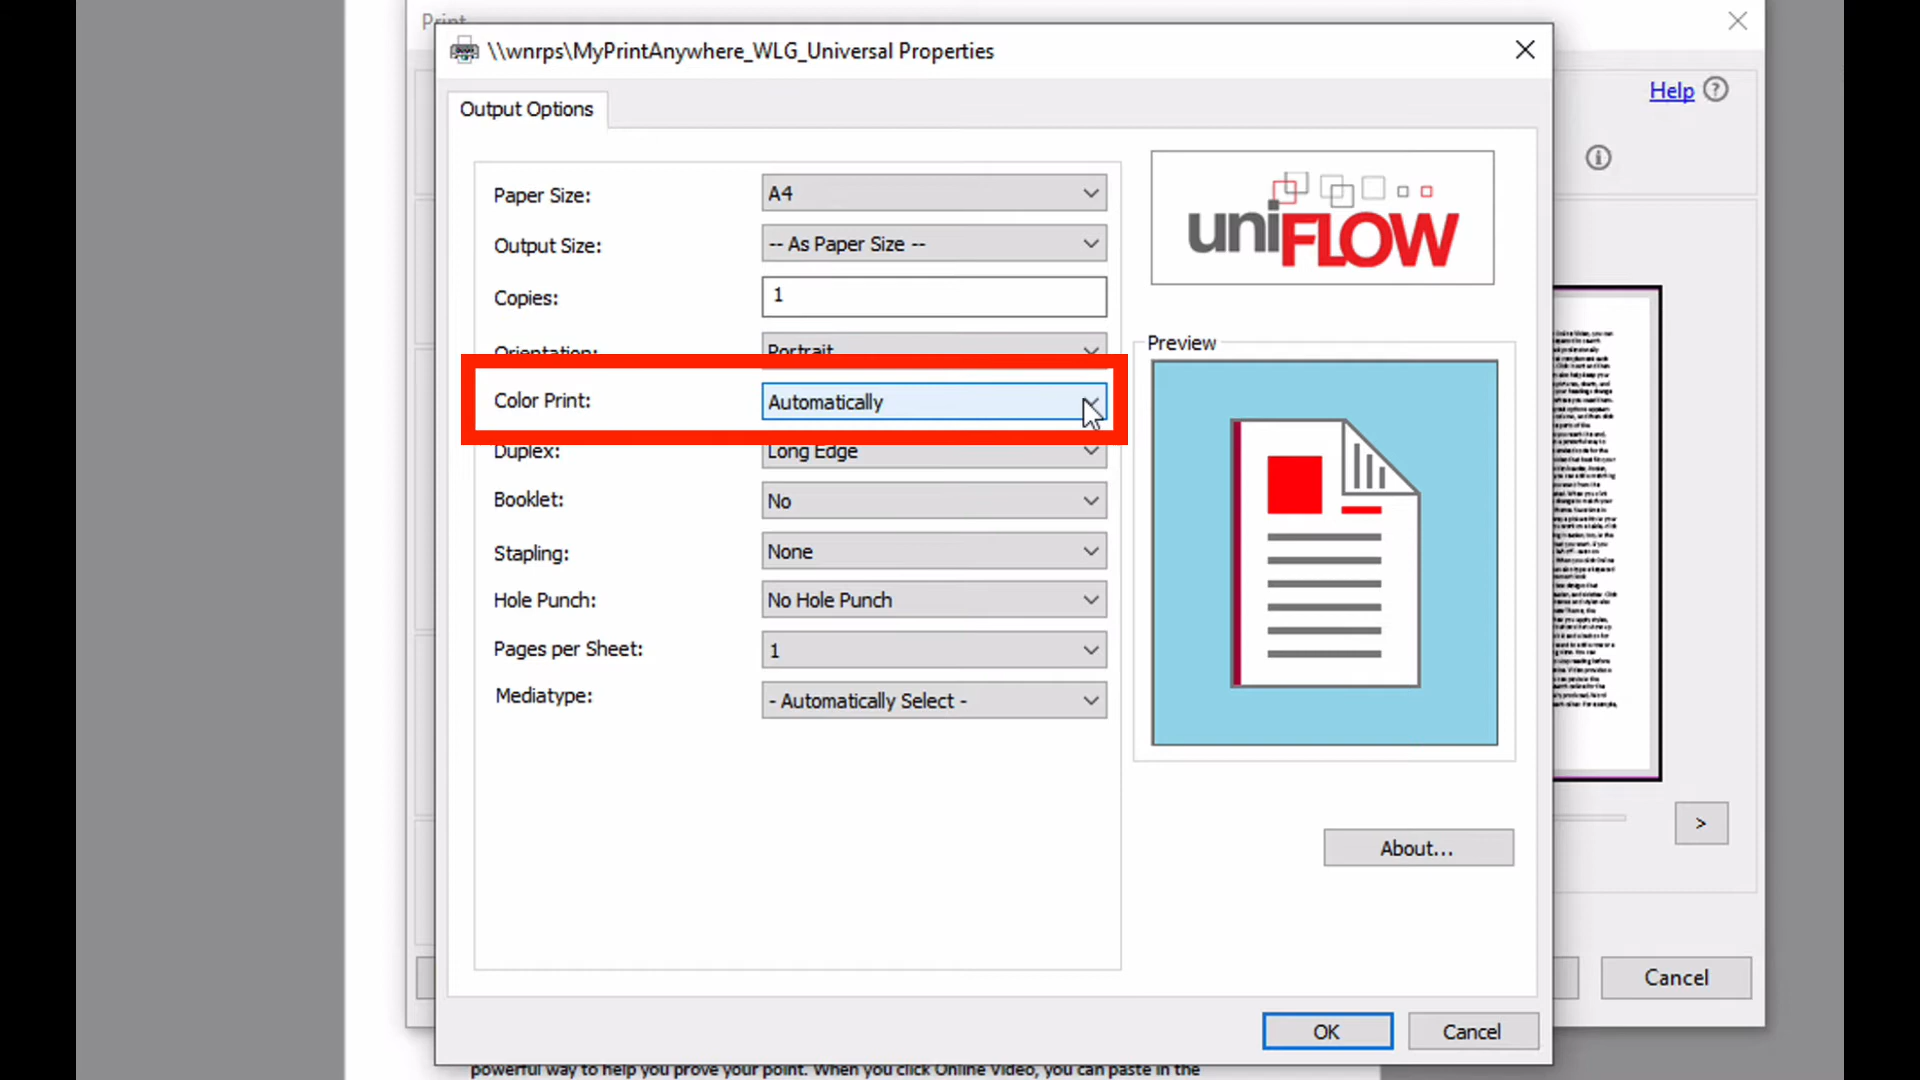 Print
\\wnrps\MyPrintAnywhere_WLG_Universal Properties
Help
Output Options
Paper Size: A4
Output Size: -- As Paper Size --
Copies: 1
Orientation: Portrait
Color Print: Automatically
Duplex: Long Edge
Booklet: No
Stapling: None
Hole Punch: No Hole Punch
Pages per Sheet: 1
Mediatype: - Automatically Select -
uniFLOW
Preview
About...
>
Cancel
OK
Cancel
powerful way to help you prove your point. When you click Online Video, you can paste in the